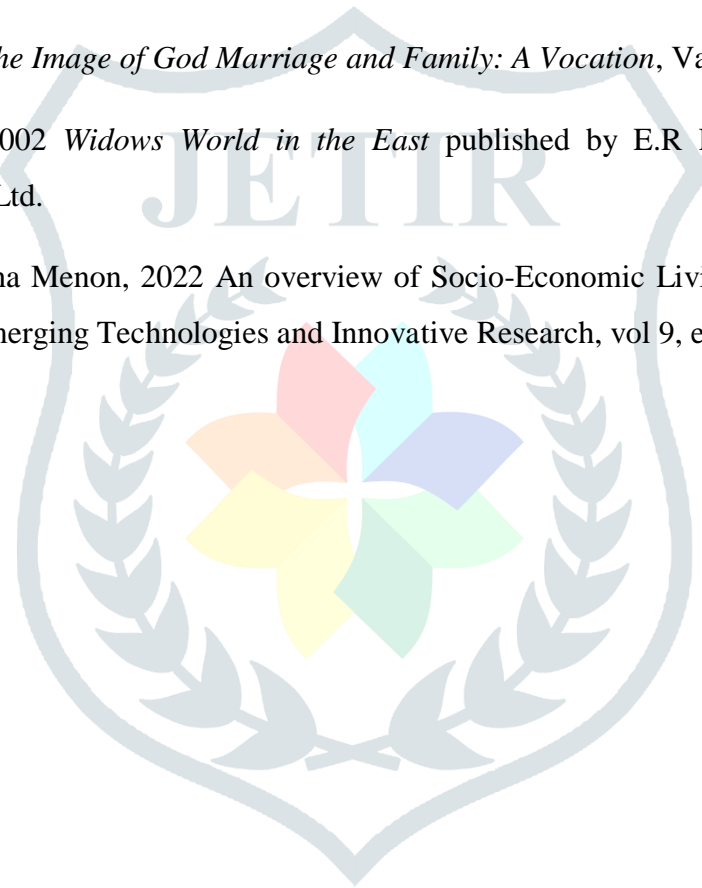 he Image of God Marriage and Family: A Vocation, Va
002 Widows World in the East published by E.R
Ltd.
na Menon, 2022 An overview of Socio-Economic Livi
merging Technologies and Innovative Research, vol 9, e
JETIR